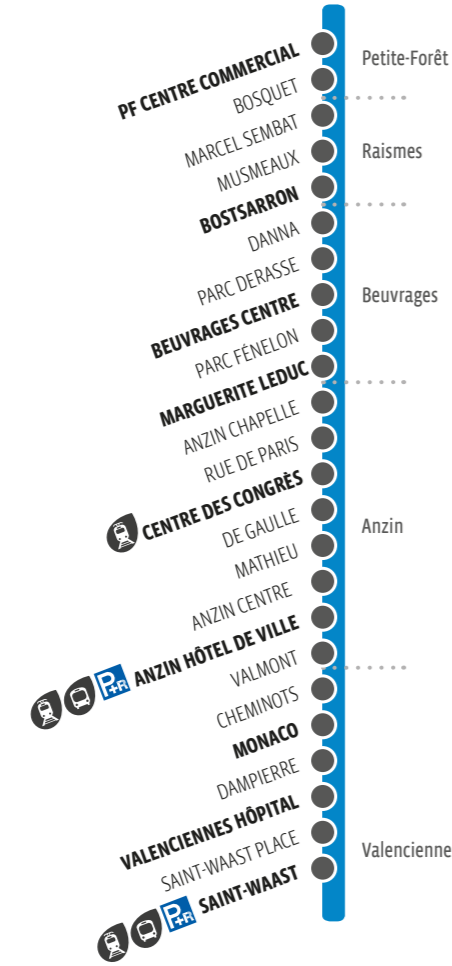 PF CENTRE COMMERCIAL
Petite-Forêt
BOSQUET
MARCEL SEMBAT
MUSMEAUX
Raismes
BOSTSARRON
DANNA
PARC DERASSE
BEUVRAGES CENTRE
Beuvrages
PARC FÉNELON
MARGUERITE LEDUC
ANZIN CHAPELLE
RUE DE PARIS
CENTRE DES CONGRÈS
DE GAULLE
Anzin
MATHIEU
ANZIN CENTRE
P+R ANZIN HÔTEL DE VILLE
VALMONT
CHEMINOTS
MONACO
DAMPIERRE
VALENCIENNES HÔPITAL
SAINT-WAAST PLACE
Valencienne
P+R SAINT-WAAST